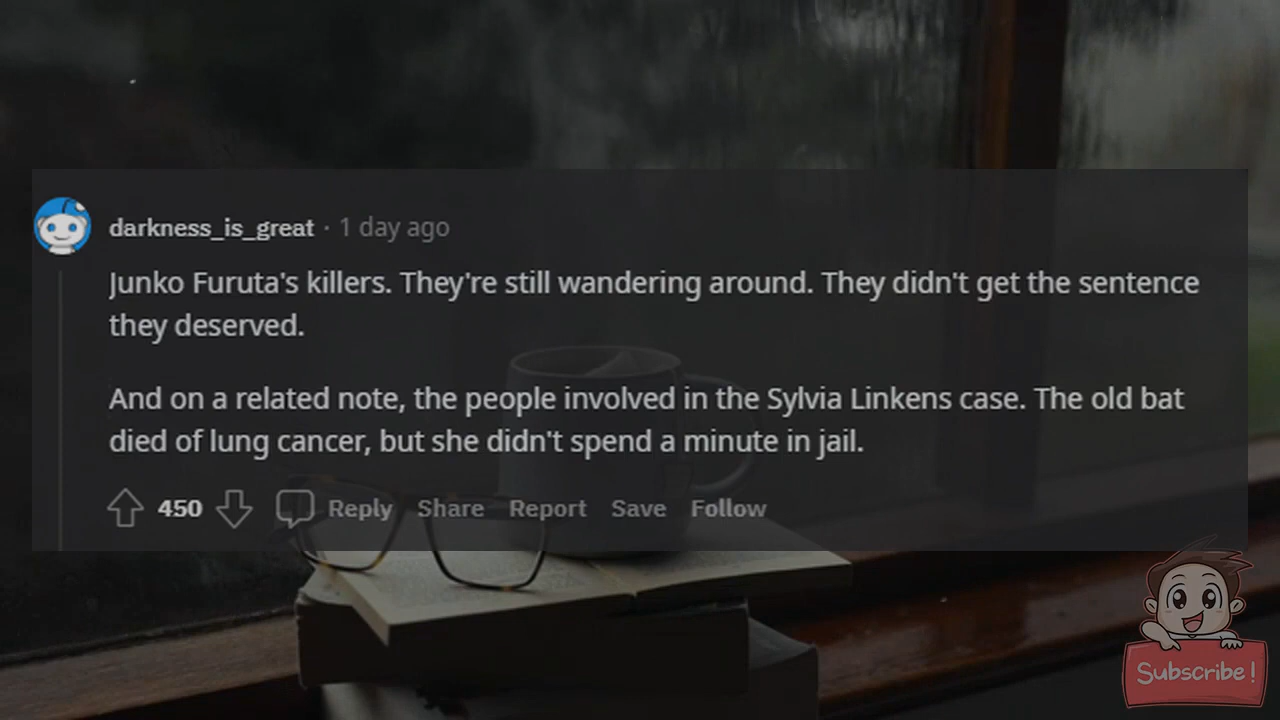 darkness_is_great · 1 day ago
Junko Furuta's killers. They're still wandering around. They didn't get the sentence
they deserved.
And on a related note, the people involved in the Sylvia Linkens case. The old bat
died of lung cancer, but she didn't spend a minute in jail.
450 Reply Share Report Save Follow
Subscribe!